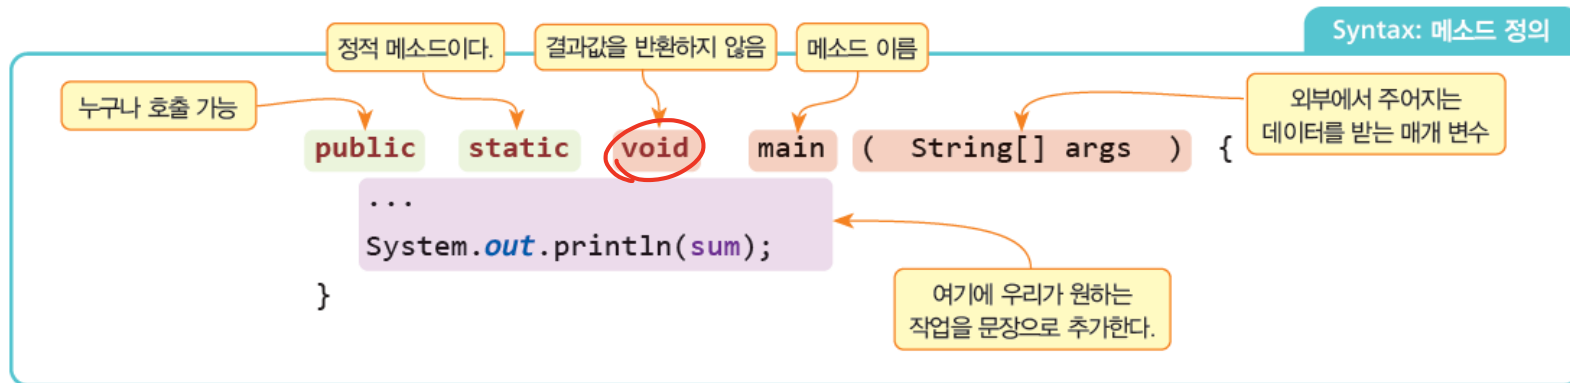 Syntax: 메소드 정의
정적 메소드이다.
결과값을 반환하지 않음
메소드 이름
누구나 호출 가능
외부에서 주어지는
데이터를 받는 매개 변수
public static void main ( String[] args ) {
...
System.out.println(sum);
}
여기에 우리가 원하는
작업을 문장으로 추가한다.